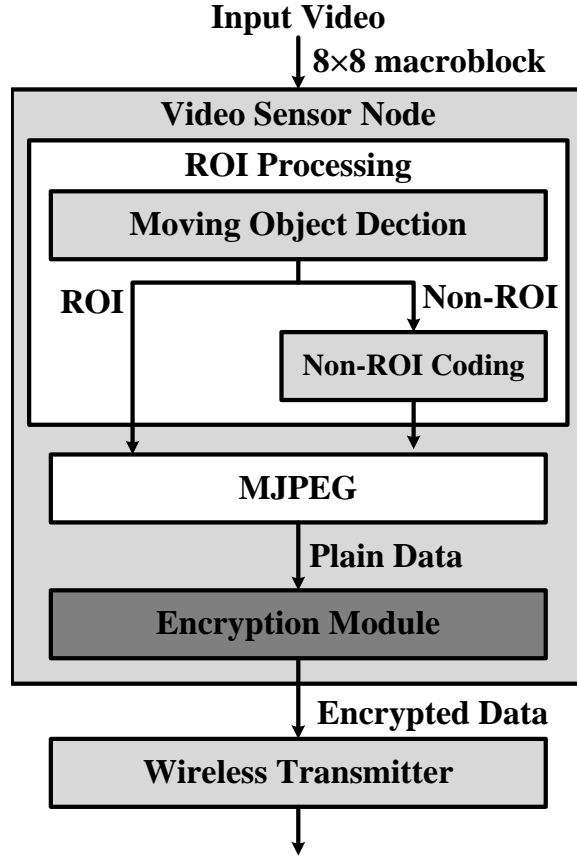 Input Video
8×8 macroblock
Video Sensor Node
ROI Processing
Moving Object Dection
ROI
Non-ROI
Non-ROI Coding
MJPEG
Plain Data
Encryption Module
Encrypted Data
Wireless Transmitter